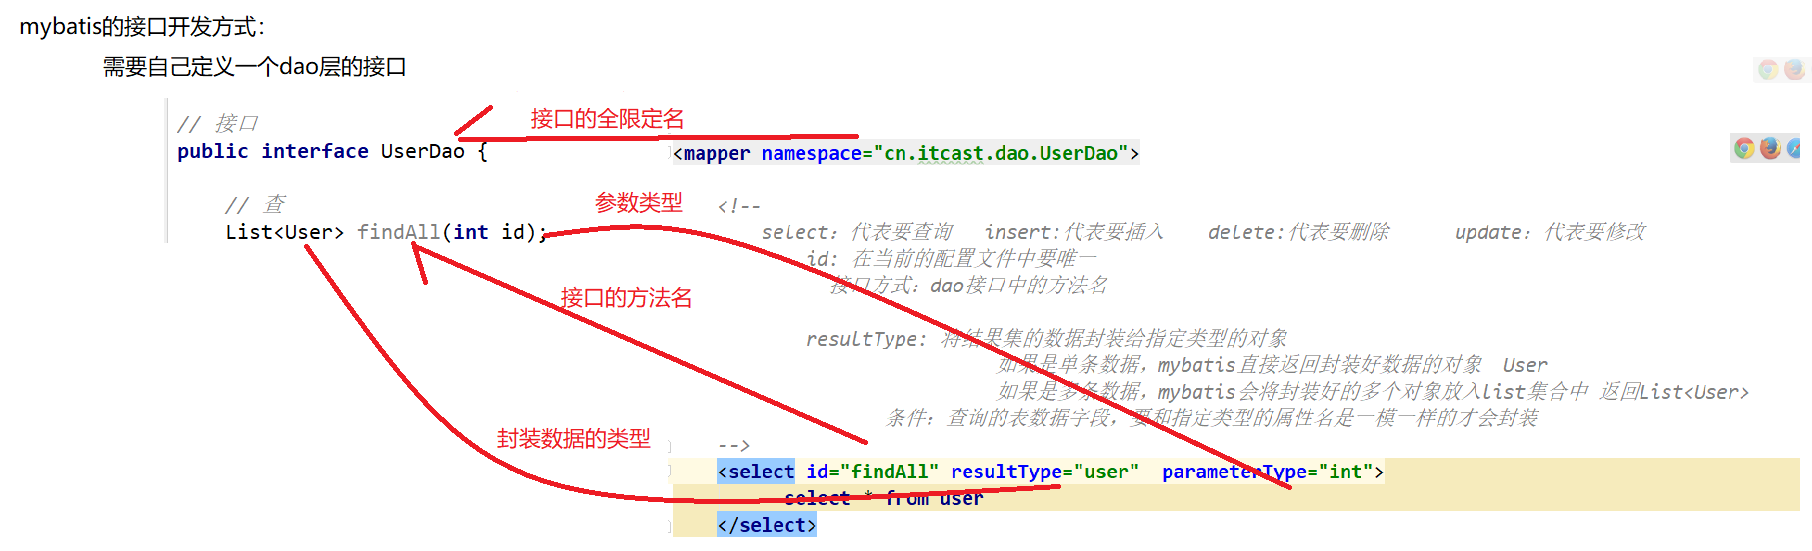 mybatis的接口开发方式：
需要自己定义一个dao层的接口
// 接口
public interface UserDao {
// 查
List<User> findAll(int id);
接口的全限定名
<mapper namespace="cn.itcast.dao.UserDao">
参数类型
<!--
select: 代表要查询 insert:代表要插入 delete:代表要删除 update: 代表要修改
id: 在当前的配置文件中要唯一
接口方式：dao接口中的方法名
接口的方法名
resultType: 将结果集的数据封装给指定类型的对象
如果是单条数据，mybatis直接返回封装好数据的对象 User
如果是多条数据，mybatis会将封装好的多个对象放入list集合中 返回List<User>
条件：查询的表数据字段，要和指定类型的属性名是一模一样的才会封装
封装数据的类型
-->
<select id="findAll" resultType="user" parameterType="int">
select * from user
</select>